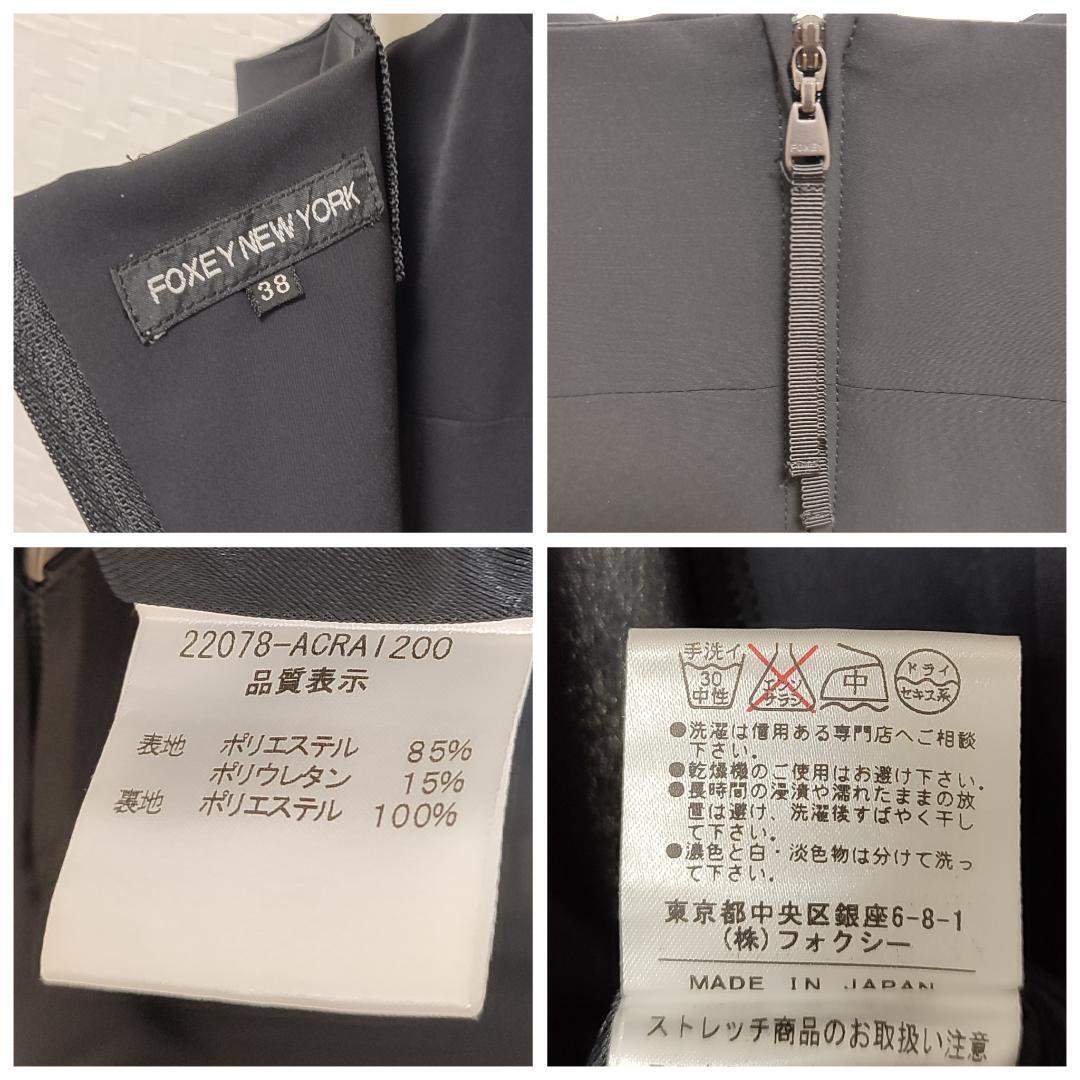 FOXEY NEW YORK
38
FOXEY
22078-ACRA1200
品質表示
表地 ポリエステル 85%
ポリウレタン 15%
裏地 ポリエステル 100%
手洗イ
30
中性
エンソ
サラシ
中
ドライ
セキユ系
●洗濯は信用ある専門店へご相談
下さい。
●乾燥機のご使用はお避け下さい。
●長時間の浸漬や濡れたままの放
置は避け、洗濯後すばやく干し
て下さい。
●濃色と白・淡色物は分けて洗っ
て下さい。
東京都中央区銀座6-8-1
(株)フォクシー
MADE IN JAPAN
ストレッチ商品のお取扱い注意